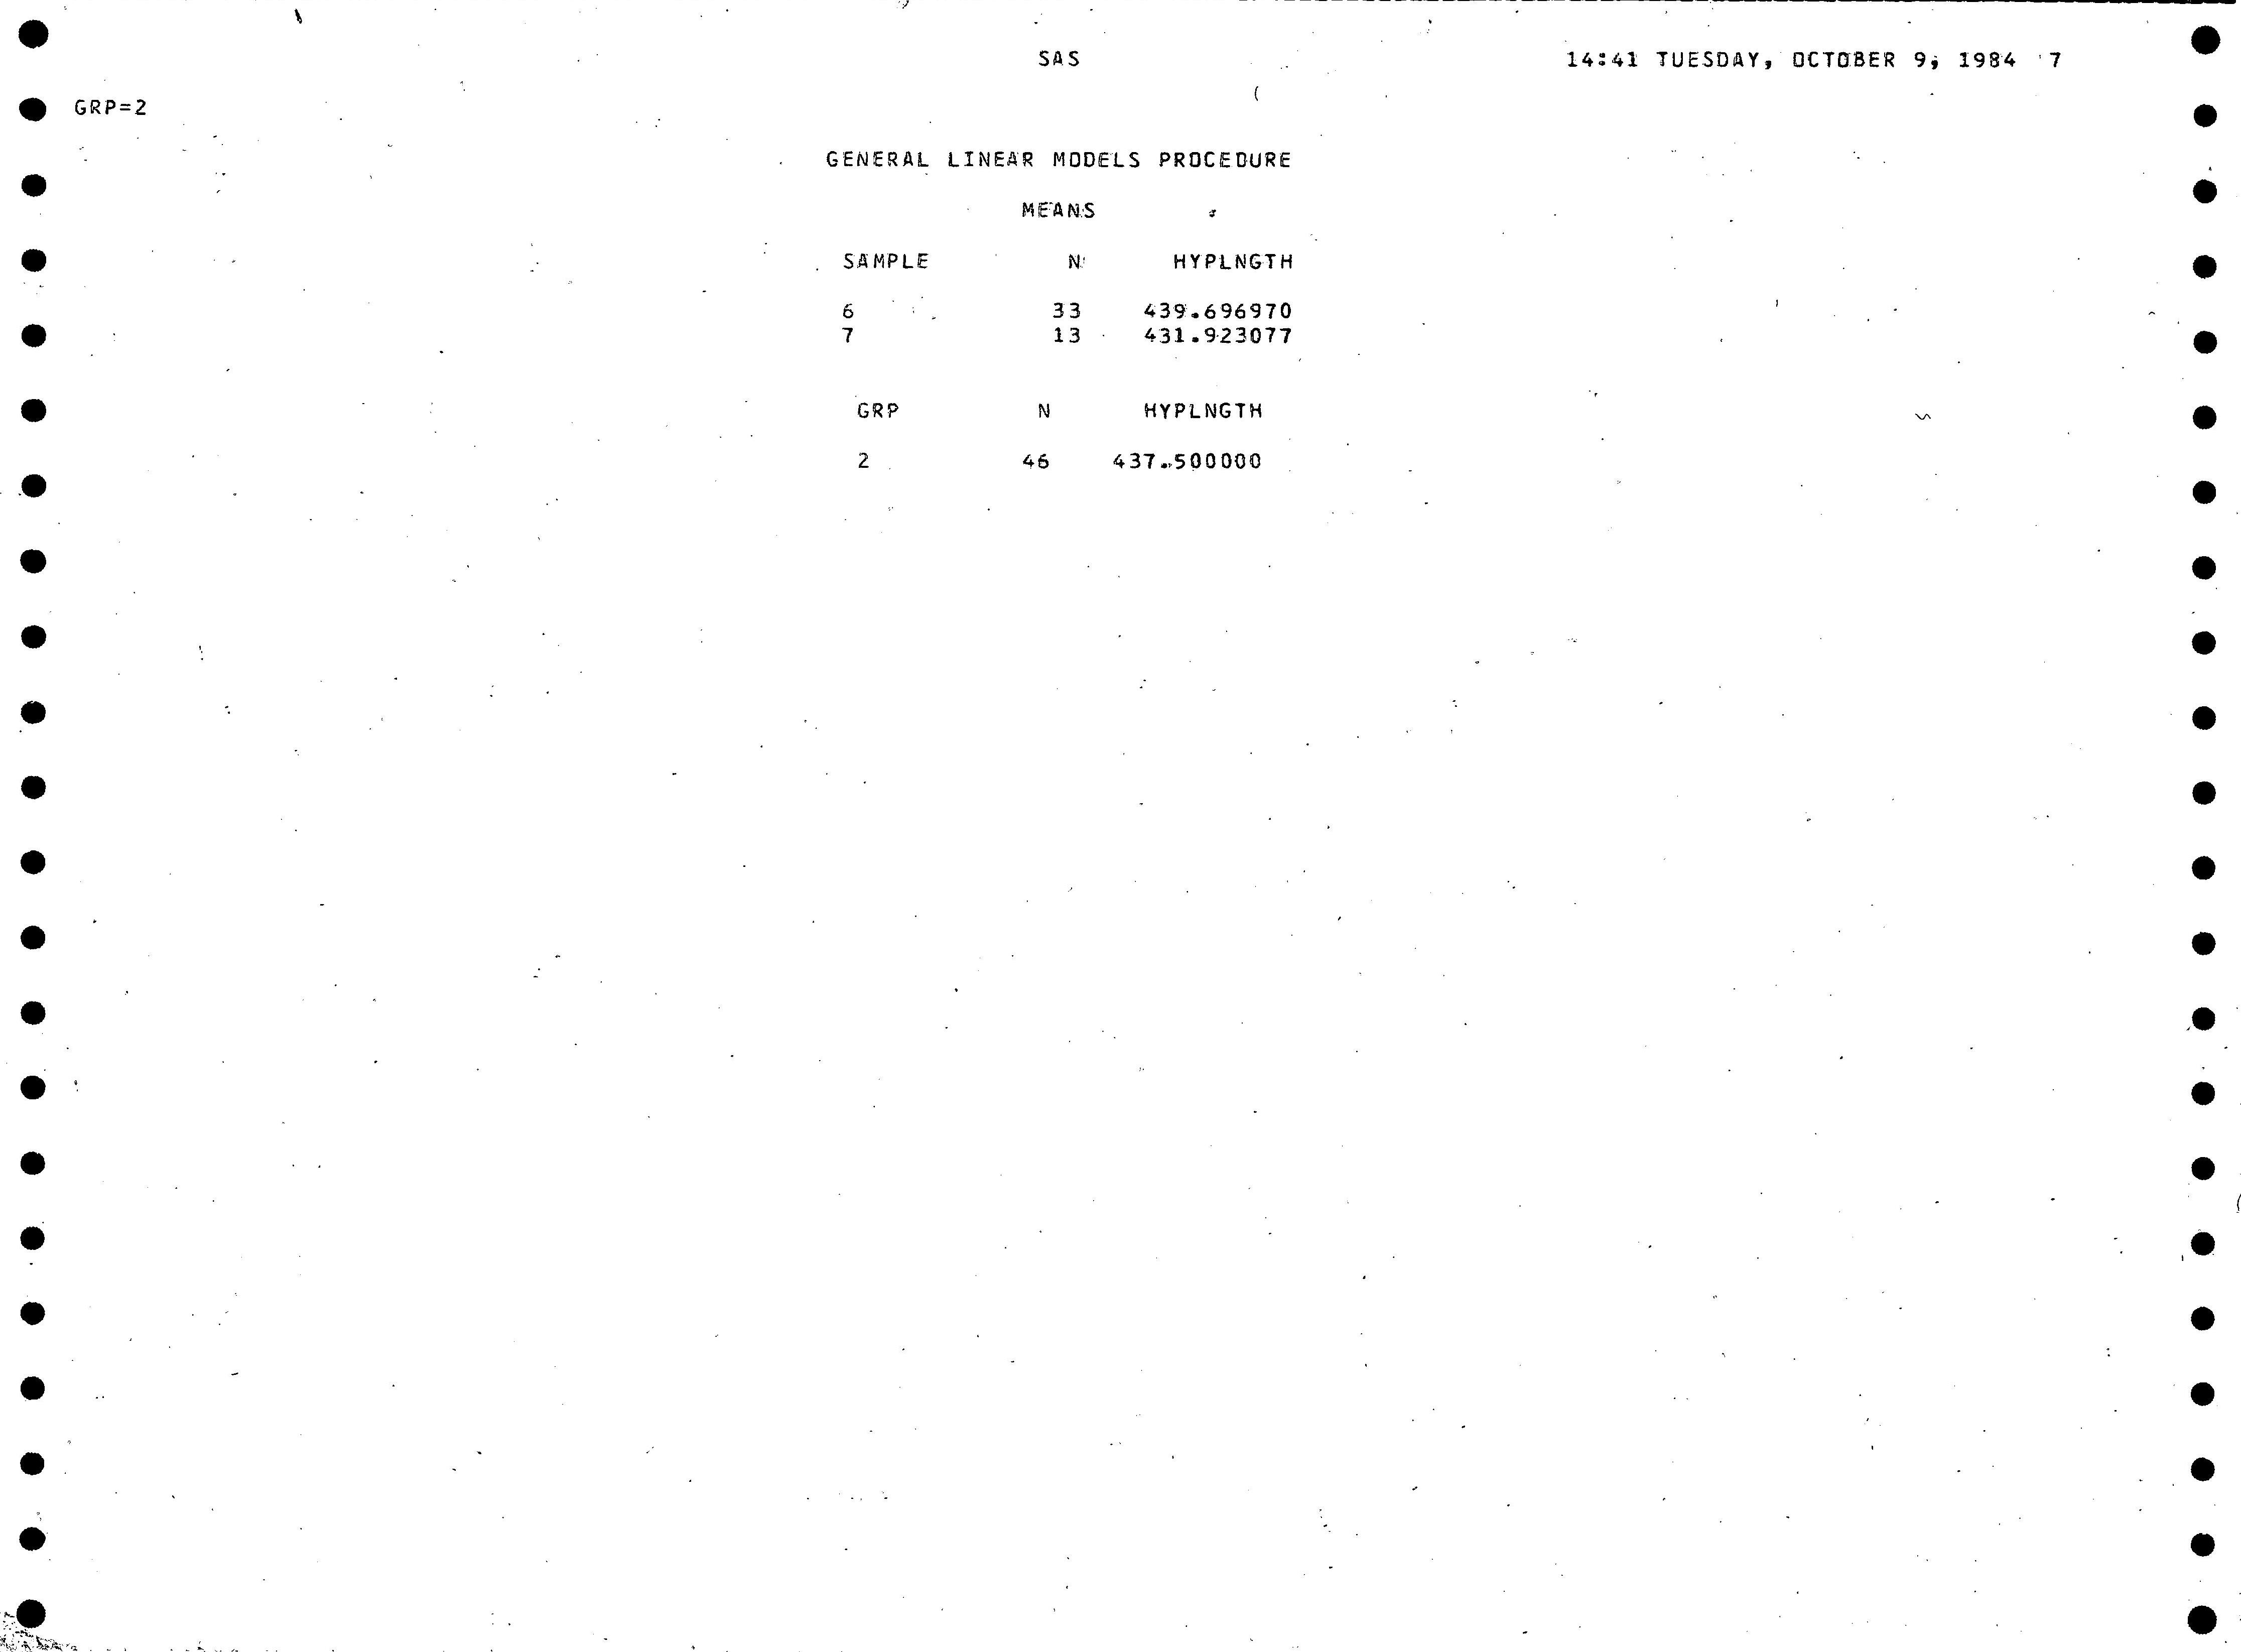 SAS 14:41 TUESDAY, OCTOBER 9, 1984 7
GRP=2
GENERAL LINEAR MODELS PROCEDURE
MEANS
SAMPLE N HYPLNGTH
6 33 439.696970
7 13 431.923077
GRP N HYPLNGTH
2 46 437.500000